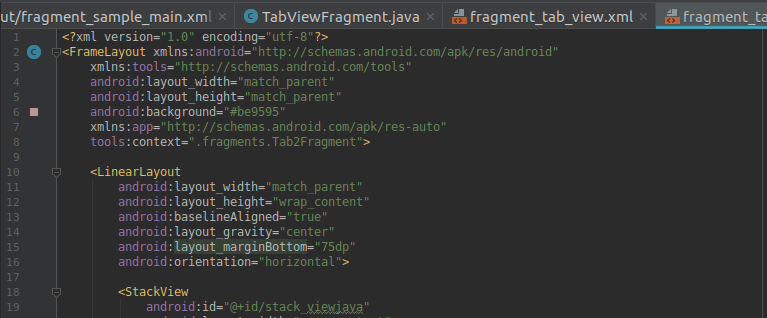 ut/fragment_sample_main.xml TabViewFragment.java fragment_tab_view.xml fragment_ta
1 <?xml version="1.0" encoding="utf-8"?>
2 <FrameLayout xmlns:android="http://schemas.android.com/apk/res/android"
3 xmlns:tools="http://schemas.android.com/tools"
4 android:layout_width="match_parent"
5 android:layout_height="match_parent"
6 android:background="#be9595"
7 xmlns:app="http://schemas.android.com/apk/res-auto"
8 tools:context=".fragments.Tab2Fragment">
9
10 <LinearLayout
11 android:layout_width="match_parent"
12 android:layout_height="wrap_content"
13 android:baselineAligned="true"
14 android:layout_gravity="center"
15 android:layout_marginBottom="75dp"
16 android:orientation="horizontal">
17
18 <StackView
19 android:id="@+id/stack_viewjava"